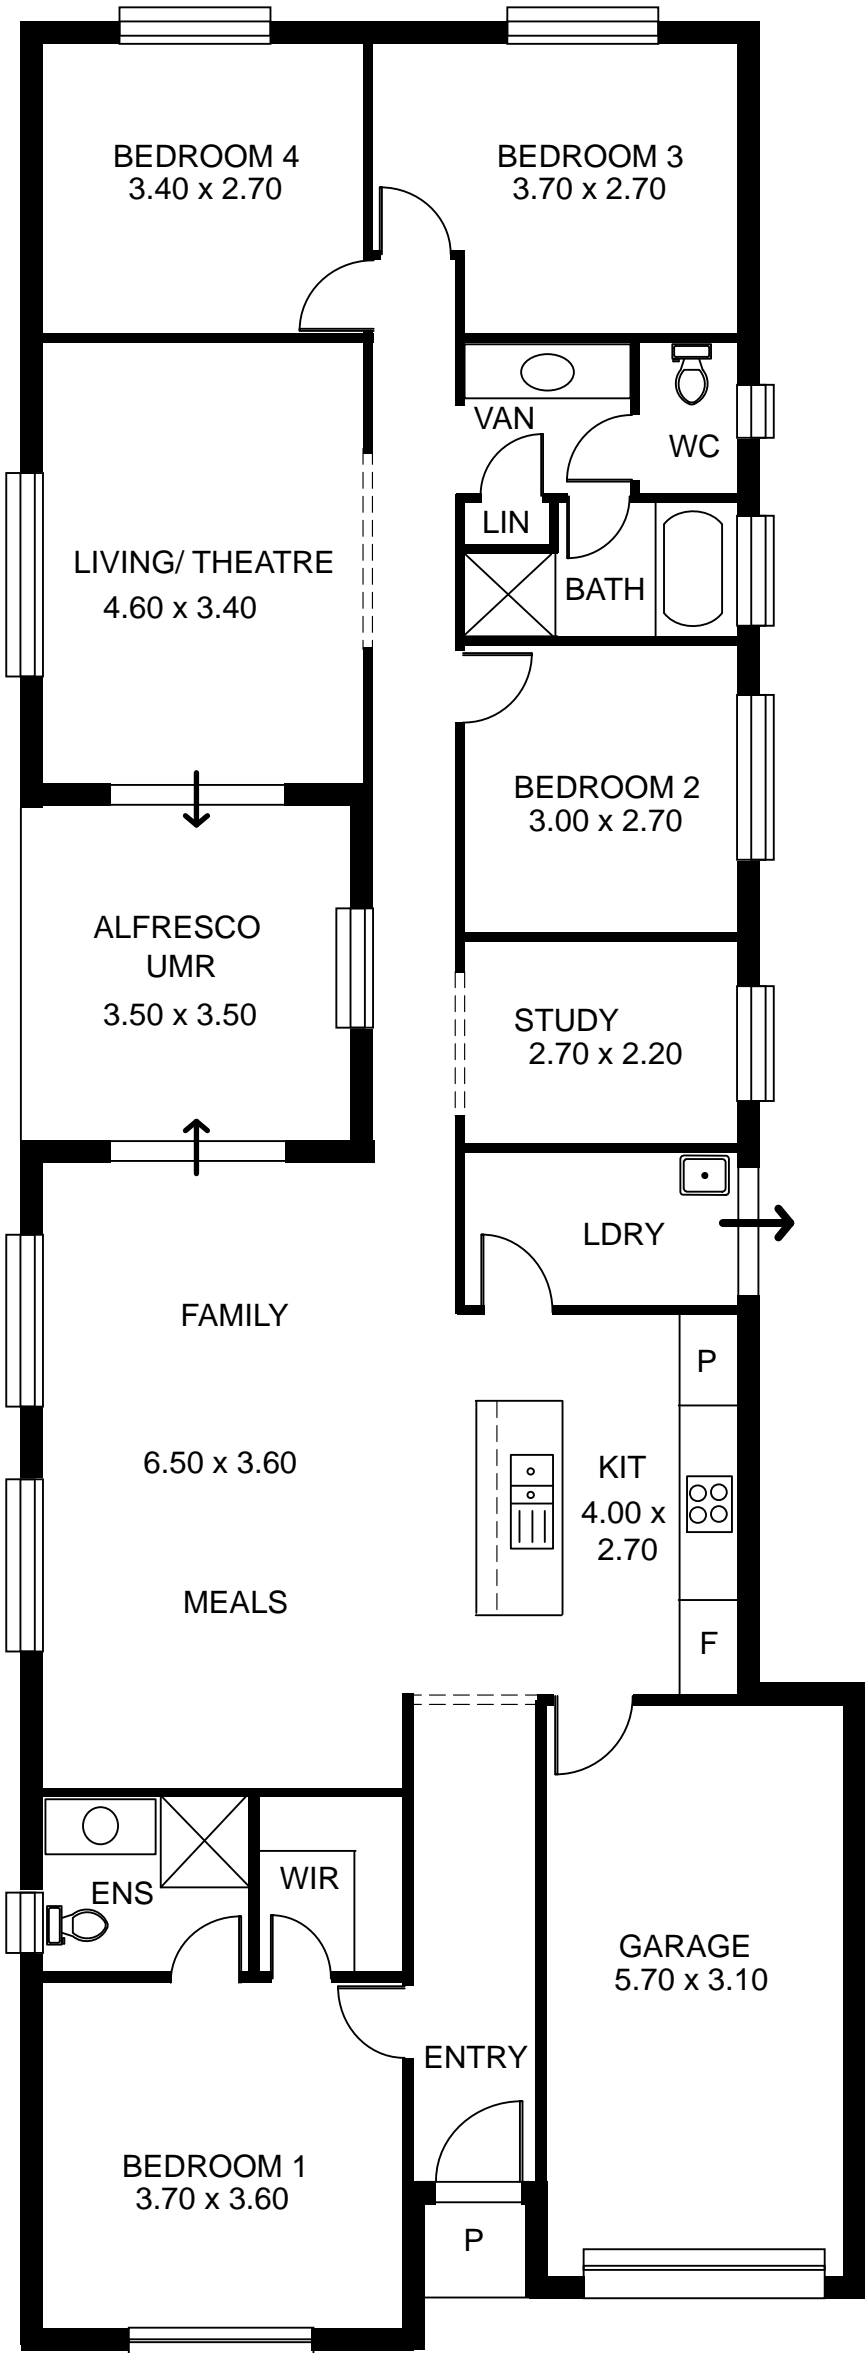 BEDROOM 4
3.40 x 2.70
BEDROOM 3
3.70 x 2.70
VAN
WC
LIN
BATH
LIVING/ THEATRE
4.60 x 3.40
BEDROOM 2
3.00 x 2.70
ALFRESCO
UMR
3.50 x 3.50
STUDY
2.70 x 2.20
LDRY
FAMILY
6.50 x 3.60
MEALS
P
KIT
4.00 x
2.70
F
ENS
WIR
GARAGE
5.70 x 3.10
ENTRY
BEDROOM 1
3.70 x 3.60
P